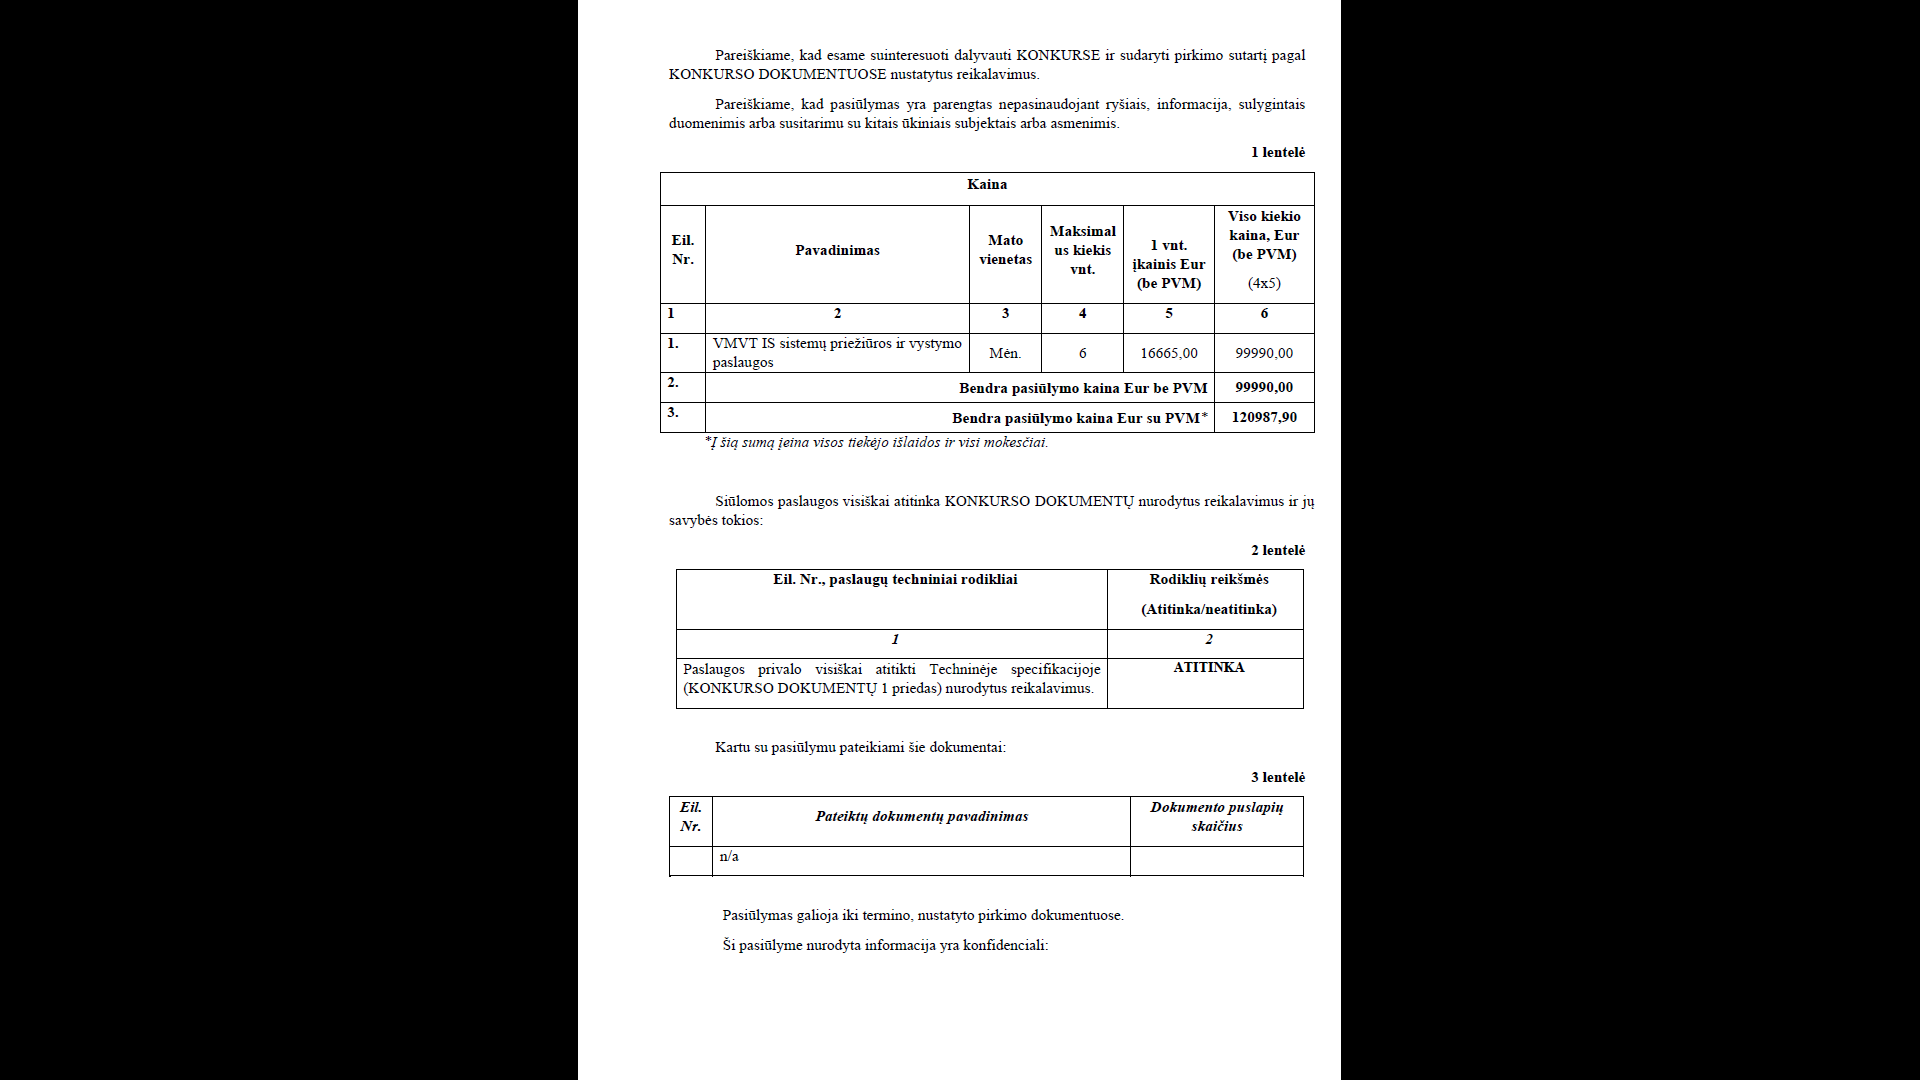 Pareiškiame, kad esame suinteresuoti dalyvauti KONKURSE ir sudaryti pirkimo sutartį pagal
KONKURSO DOKUMENTUOSE nustatytus reikalavimus.
Pareiškiame, kad pasiūlymas yra parengtas nepasinaudojant ryšiais, informacija, sulygintais
duomenimis arba susitarimu su kitais ūkiniais subjektais arba asmenimis.
1 lentelė
Kaina
Eil.
Nr.
Pavadinimas
Mato
vienetas
Maksimal
us kiekis
vnt.
1 vnt.
įkainis Eur
(be PVM)
Viso kiekio
kaina, Eur
(be PVM)
(4x5)
1 2 3 4 5 6
1.
VMVT IS sistemų priežiūros ir vystymo
paslaugos
Mėn. 6 16665,00 99990,00
2. Bendra pasiūlymo kaina Eur be PVM 99990,00
3. Bendra pasiūlymo kaina Eur su PVM* 120987,90
*Į šią sumą įeina visos tiekėjo išlaidos ir visi mokesčiai.
Siūlomos paslaugos visiškai atitinka KONKURSO DOKUMENTŲ nurodytus reikalavimus ir jų
savybės tokios:
2 lentelė
Eil. Nr., paslaugų techniniai rodikliai
Rodiklių reikšmės
(Atitinka/neatitinka)
1 2
Paslaugos privalo visiškai atitikti Techninėje specifikacijoje
(KONKURSO DOKUMENTŲ 1 priedas) nurodytus reikalavimus.
ATITINKA
Kartu su pasiūlymu pateikiami šie dokumentai:
3 lentelė
Eil.
Nr.
Pateiktų dokumentų pavadinimas
Dokumento puslapių
skaičius
n/a
Pasiūlymas galioja iki termino, nustatyto pirkimo dokumentuose.
Ši pasiūlyme nurodyta informacija yra konfidenciali: